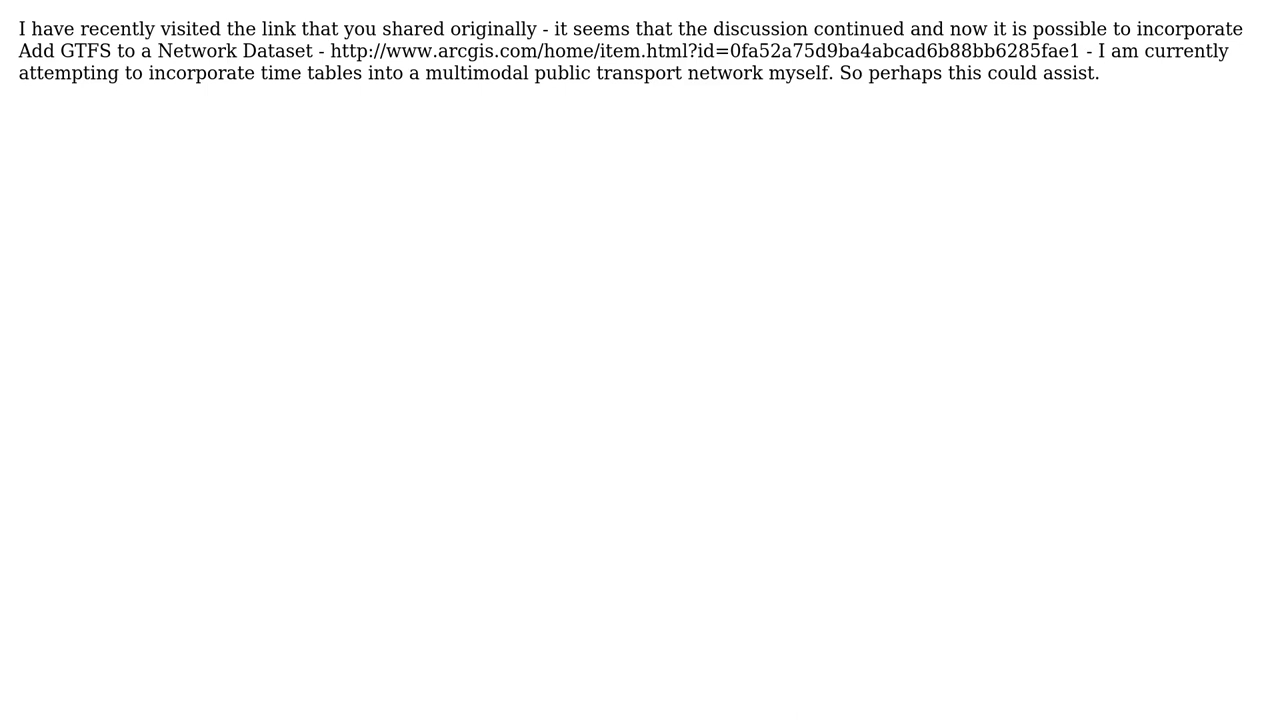 I have recently visited the link that you shared originally - it seems that the discussion continued and now it is possible to incorporate
Add GTFS to a Network Dataset - http://www.arcgis.com/home/item.html?id=0fa52a75d9ba4abcad6b88bb6285fae1 - I am currently
attempting to incorporate time tables into a multimodal public transport network myself. So perhaps this could assist.